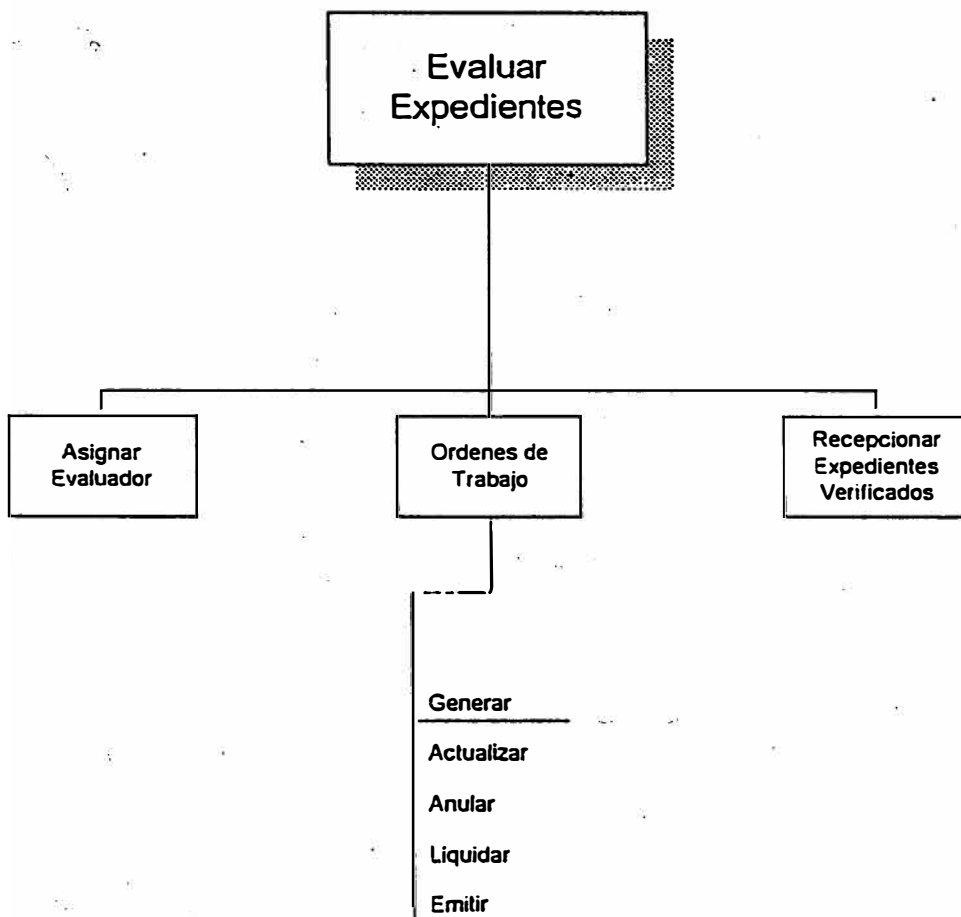 Evaluar
Expedientes
Asignar
Evaluador
Ordenes de
Trabajo
Recepcionar
Expedientes
Verificados
Generar
Actualizar
Anular
Liquidar
Emitir